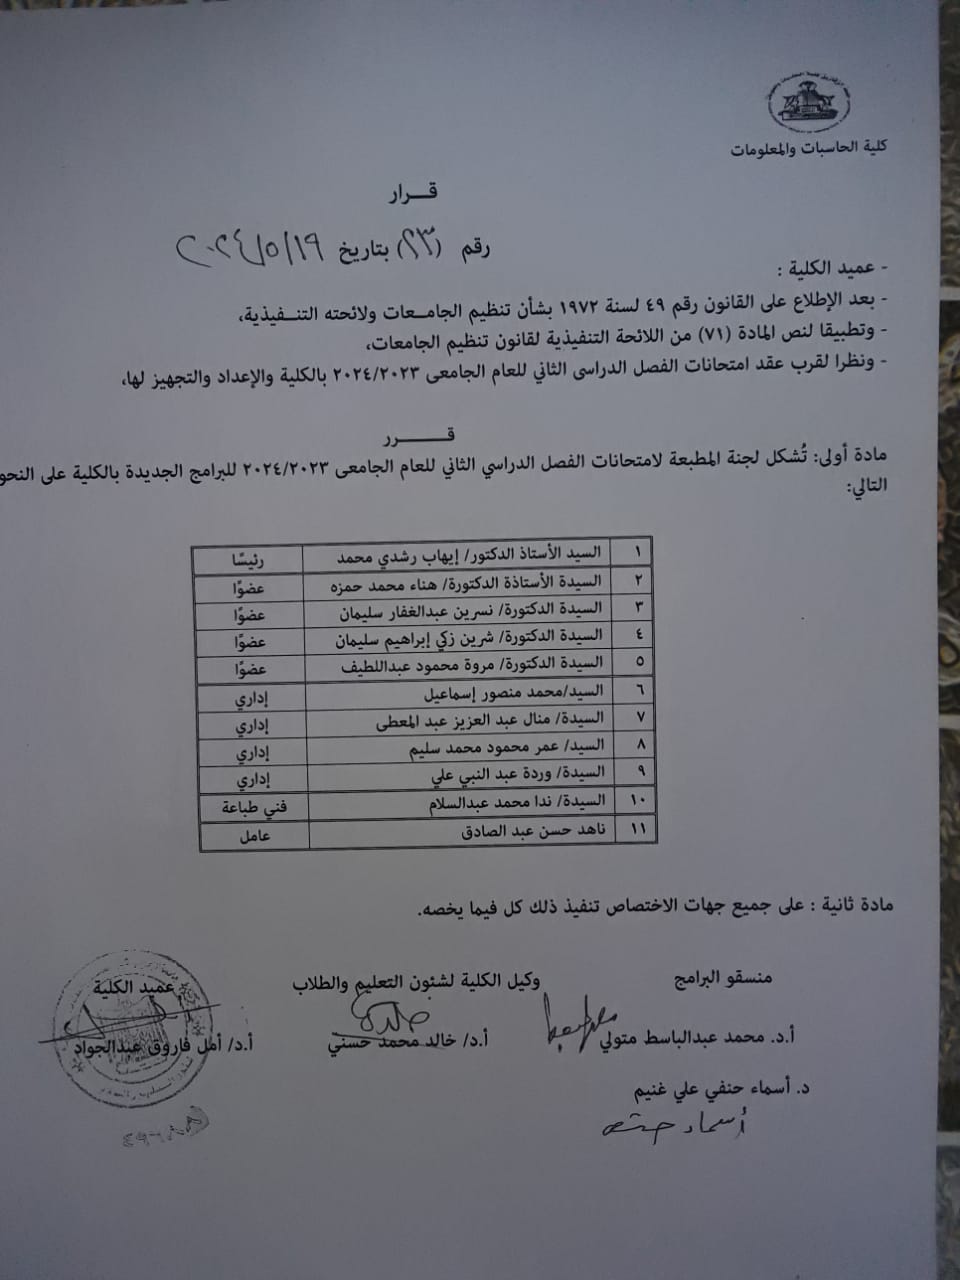 كلية الحاسبات والمعلومات
قـــرار
رقم (٢٣) بتاريخ ٢٠٢٤/٥/١٩
- عميد الكلية :
- بعد الإطلاع على القانون رقم ٤٩ لسنة ١٩٧٢ بشأن تنظيم الجامــعات ولائحته التنــفيذية،
- وتطبيقا لنص المادة (٧١) من اللائحة التنفيذية لقانون تنظيم الجامعات،
- ونظرا لقرب عقد امتحانات الفصل الدراسى الثاني للعام الجامعى ٢٠٢٤/٢٠٢٣ بالكلية والإعداد والتجهيز لها،
قــــــرر
مادة أولى: تُشكل لجنة المطبعة لامتحانات الفصل الدراسي الثاني للعام الجامعى ٢٠٢٤/٢٠٢٣ للبرامج الجديدة بالكلية على النحو
التالي:
١ السيد الأستاذ الدكتور/ إيهاب رشدي محمد رئيسًا
٢ السيدة الأستاذة الدكتورة/ هناء محمد حمزه عضوًا
٣ السيدة الدكتورة/ نسرين عبدالغفار سليمان عضوًا
٤ السيدة الدكتورة/ شرين زكي إبراهيم سليمان عضوًا
٥ السيدة الدكتورة/ مروة محمود عبداللطيف عضوًا
٦ السيد/محمد منصور إسماعيل إداري
٧ السيدة/ منال عبد العزيز عبد المعطى إداري
٨ السيد/ عمر محمود محمد سليم إداري
٩ السيدة/ وردة عبد النبي علي إداري
١٠ السيدة/ ندا محمد عبدالسلام فني طباعة
١١ ناهد حسن عبد الصادق عامل
مادة ثانية : على جميع جهات الاختصاص تنفيذ ذلك كل فيما يخصه.
منسقو البرامج وكيل الكلية لشئون التعليم والطلاب عميد الكلية
أ.د. محمد عبدالباسط متولي أ.د/ خالد محمد حسني أ.د/ أمل فاروق عبدالجواد
د. أسماء حنفي علي غنيم
أسماء